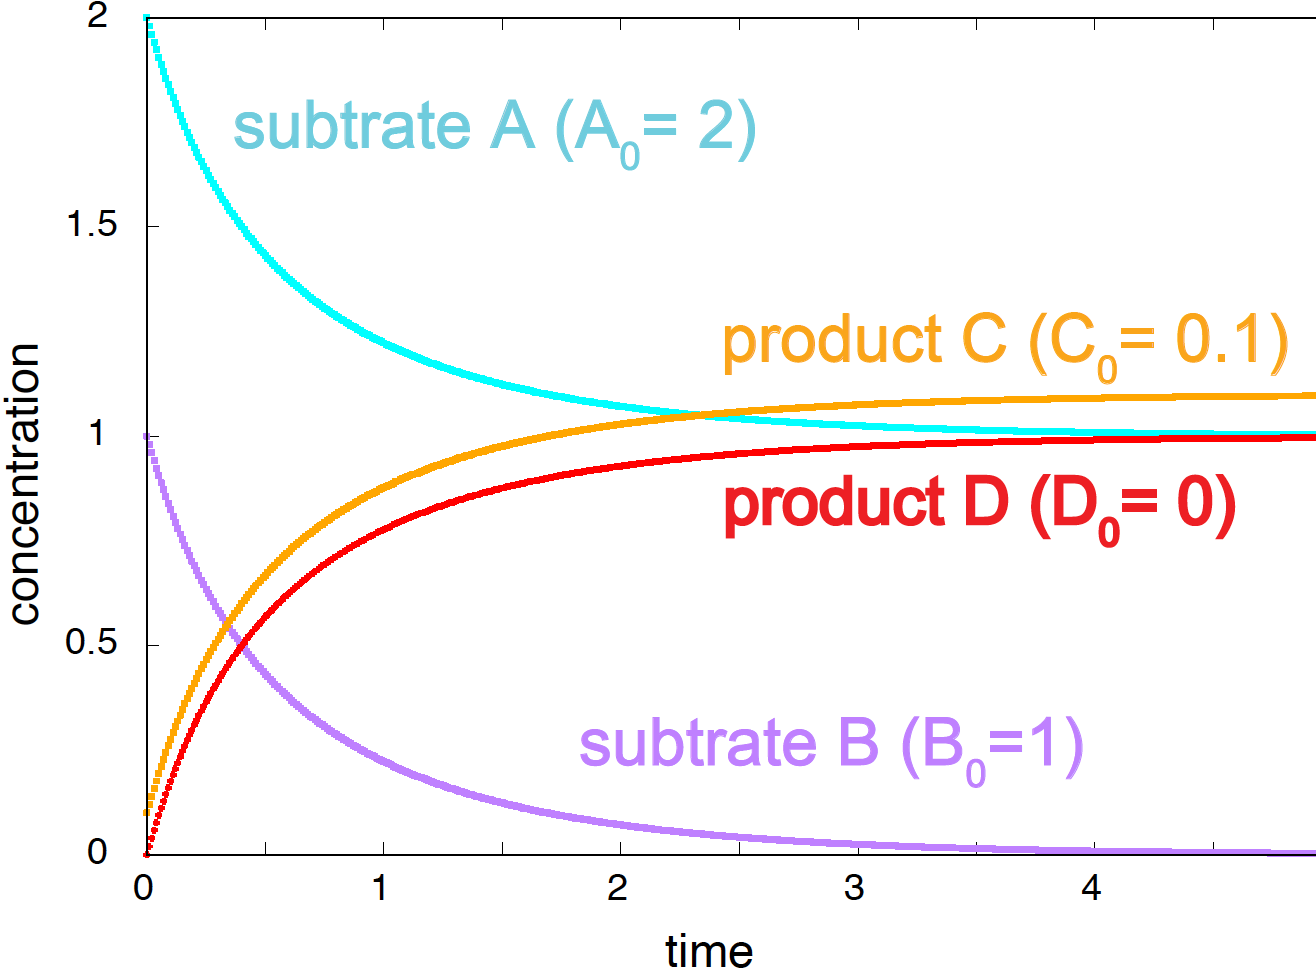 2
subtrate A (A0= 2)
1.5
product C (C0= 0.1)
1
product D (D0= 0)
concentration
0.5
subtrate B (B0=1)
0
0 1 2 3 4
time